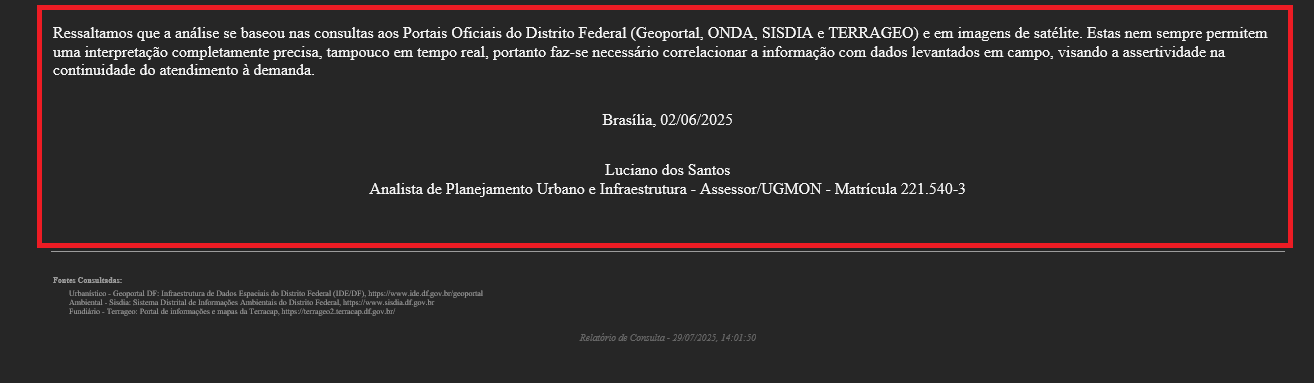 Ressaltamos que a análise se baseou nas consultas aos Portais Oficiais do Distrito Federal (Geoportal, ONDA, SISDIA e TERRAGEO) e em imagens de satélite. Estas nem sempre permitem
uma interpretação completamente precisa, tampouco em tempo real, portanto faz-se necessário correlacionar a informação com dados levantados em campo, visando a assertividade na
continuidade do atendimento à demanda.
Brasília, 02/06/2025
Luciano dos Santos
Analista de Planejamento Urbano e Infraestrutura - Assessor/UGMON - Matrícula 221.540-3
Fontes Consultadas:
Urbanístico - Geoportal DF: Infraestrutura de Dados Espaciais do Distrito Federal (IDE/DF), https://www.ide.df.gov.br/geoportal
Ambiental - Sisdia: Sistema Distrital de Informações Ambientais do Distrito Federal, https://www.sisdia.df.gov.br
Fundiário - Terrageo: Portal de informações e mapas da Terracap, https://terrageo2.terracap.df.gov.br/
Relatório de Consulta - 29/07/2025, 14:01:50